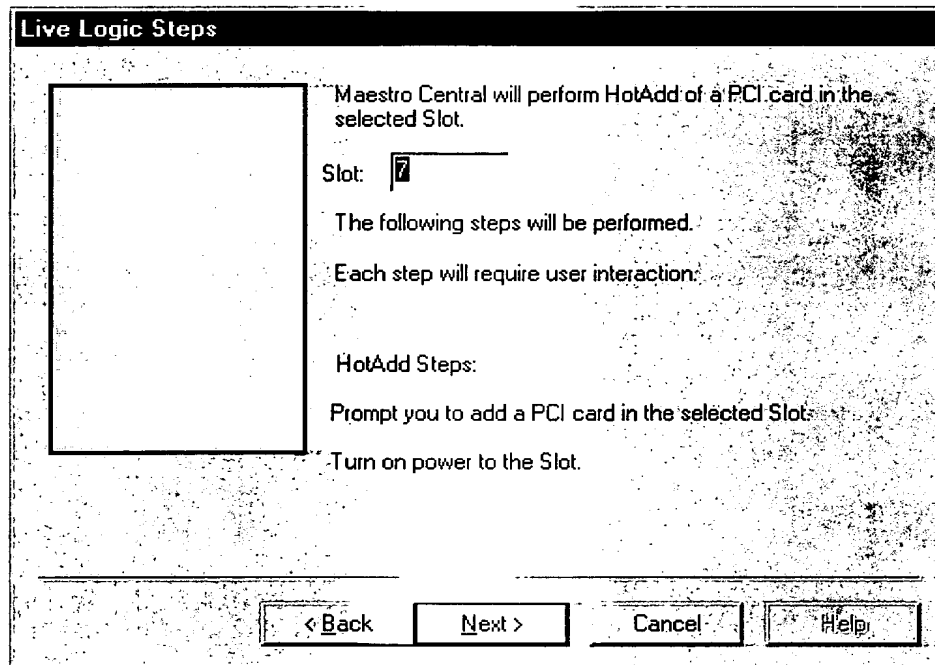 Live Logic Steps
Maestro Central will perform HotAdd of a PCI card in the
selected Slot.
Slot: 7
The following steps will be performed.
Each step will require user interaction.
HotAdd Steps:
Prompt you to add a PCI card in the selected Slot.
Turn on power to the Slot.
< Back Next > Cancel Help